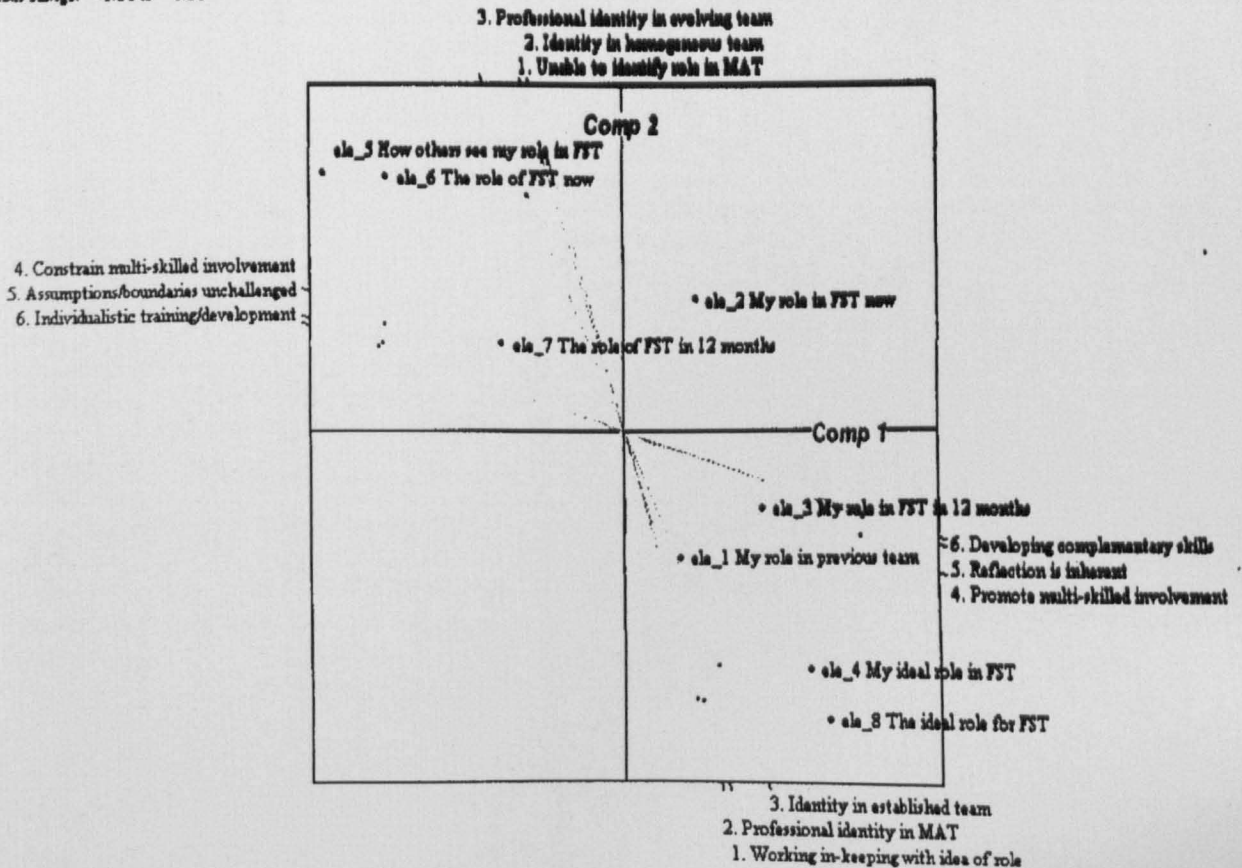 3. Professional identity in evolving team
2. Identity in homogeneous team
1. Unable to identify role in MAT
Comp 2
ele_5 How others see my role in FST
ele_6 The role of FST now
4. Constrain multi-skilled involvement
5. Assumptions/boundaries unchallenged
6. Individualistic training/development
ele_2 My role in FST now
ele_7 The role of FST in 12 months
Comp 1
ele_3 My role in FST in 12 months
6. Developing complementary skills
ele_1 My role in previous team
5. Reflection is inherent
4. Promote multi-skilled involvement
ele_4 My ideal role in FST
ele_8 The ideal role for FST
3. Identity in established team
2. Professional identity in MAT
1. Working in-keeping with idea of role